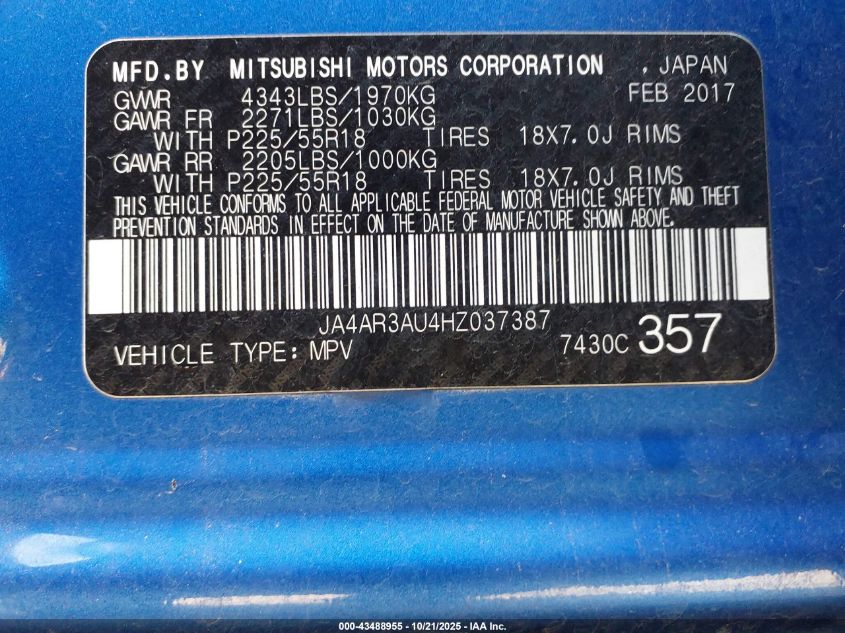 MFD.BY MITSUBISHI MOTORS CORPORATION , JAPAN
GVWR 4343LBS/1970KG FEB 2017
GAWR FR 2271LBS/1030KG
WITH P225/55R18 TIRES 18X7.0J RIMS
GAWR RR 2205LBS/1000KG
WITH P225/55R18 TIRES 18X7.0J RIMS
THIS VEHICLE CONFORMS TO ALL APPLICABLE FEDERAL MOTOR VEHICLE SAFETY AND THEFT
PREVENTION STANDARDS IN EFFECT ON THE DATE OF MANUFACTURE SHOWN ABOVE.
JA4AR3AU4HZ037387
VEHICLE TYPE: MPV 7430C 357
000-43488955 - 10/21/2025 - IAA Inc.